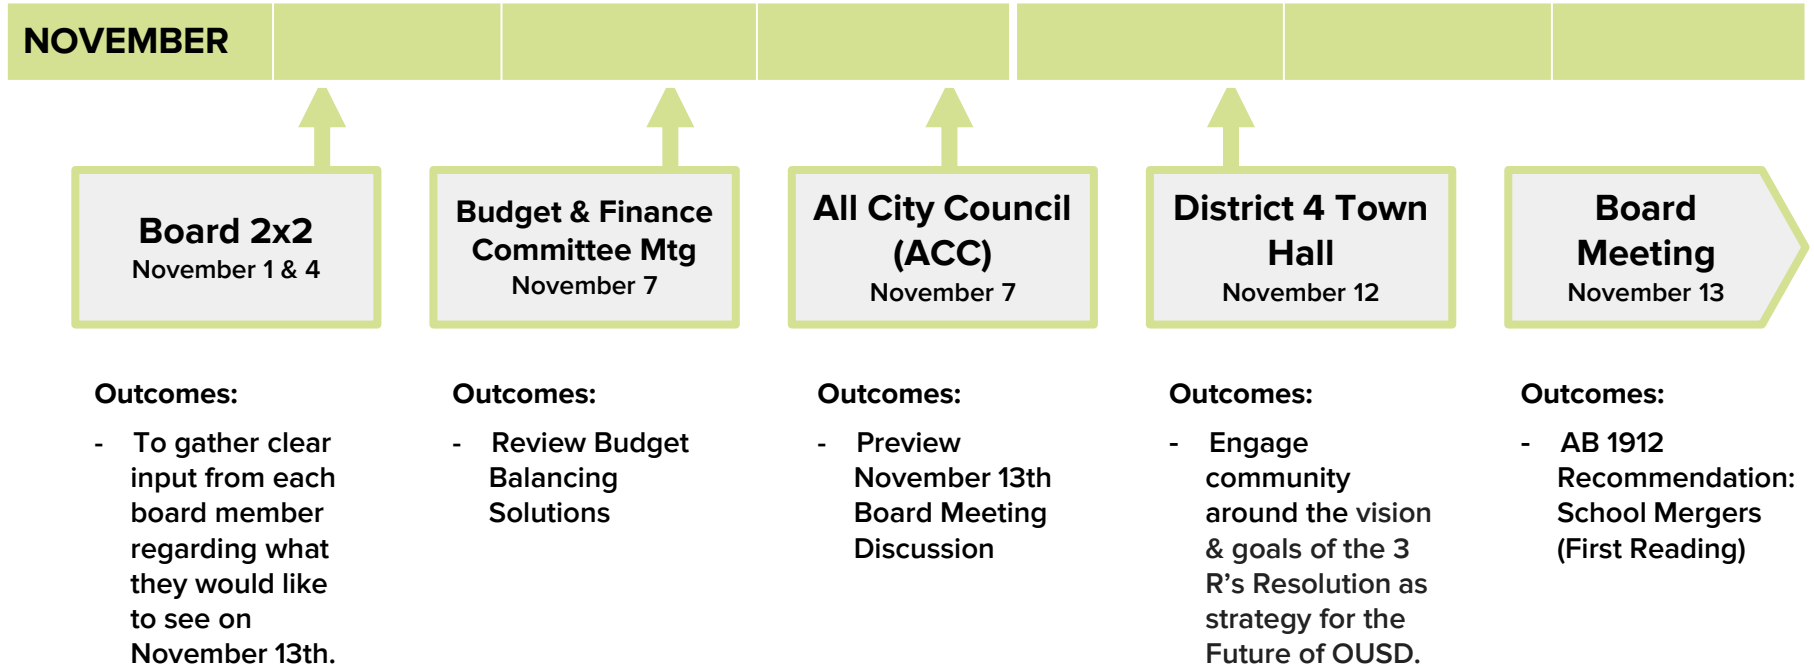 NOVEMBER
Board 2x2
November 1 & 4
Budget & Finance
Committee Mtg
November 7
All City Council
(ACC)
November 7
District 4 Town
Hall
November 12
Board
Meeting
November 13
Outcomes:
- To gather clear
input from each
board member
regarding what
they would like
to see on
November 13th.
Outcomes:
- Review Budget
Balancing
Solutions
Outcomes:
- Preview
November 13th
Board Meeting
Discussion
Outcomes:
- Engage
community
around the vision
& goals of the 3
R's Resolution as
strategy for the
Future of OUSD.
Outcomes:
- AB 1912
Recommendation:
School Mergers
(First Reading)